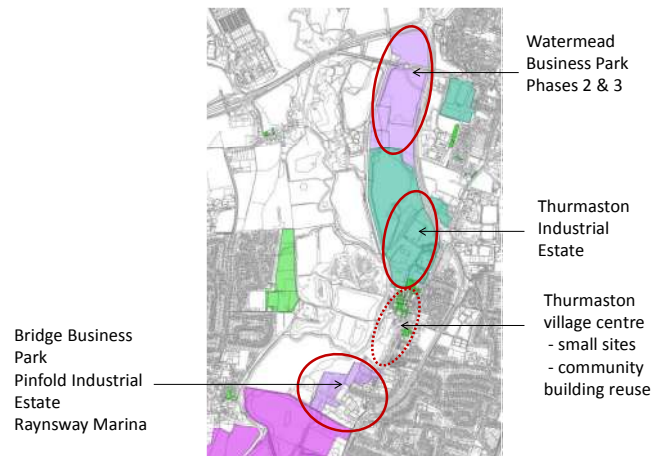 Watermead
Business Park
Phases 2 & 3
Thurmaston
Industrial
Estate
Thurmaston
village centre
- small sites
- community
building reuse
Bridge Business
Park
Pinfold Industrial
Estate
Raynsway Marina